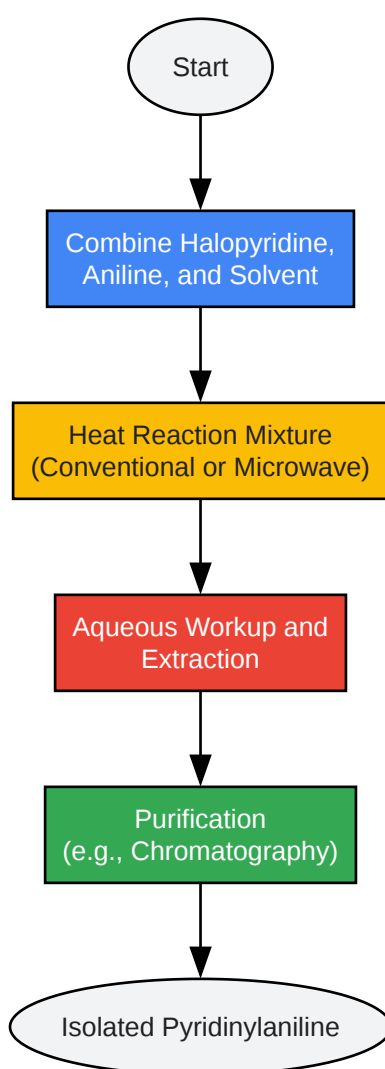 Start
Combine Halopyridine,
Aniline, and Solvent
Heat Reaction Mixture
(Conventional or Microwave)
Aqueous Workup and
Extraction
Purification
(e.g., Chromatography)
Isolated Pyridinylaniline